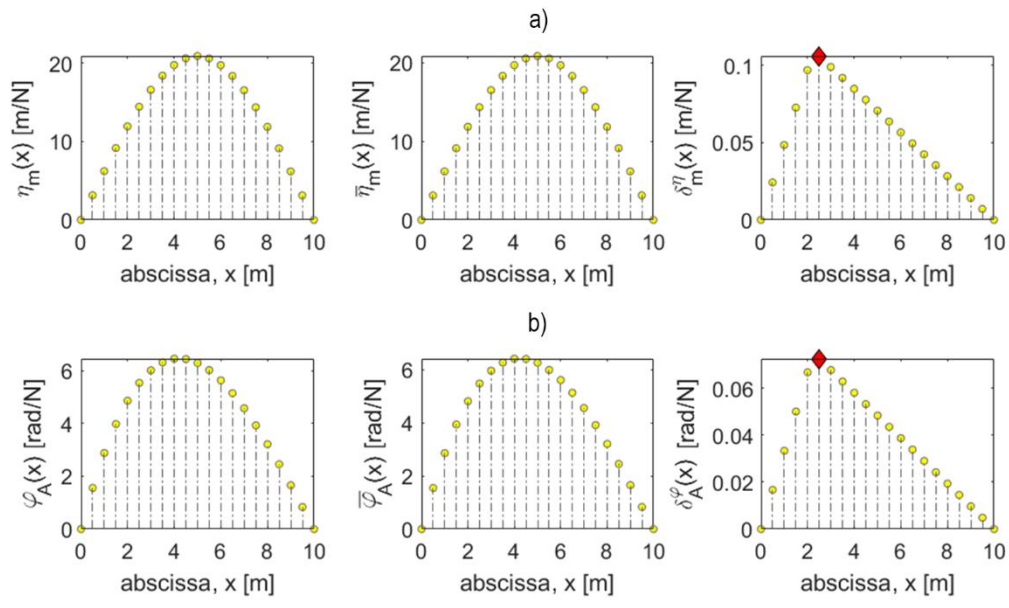 a)
η_m(x) [m/N]
20
10
0
0 2 4 6 8 10
abscissa, x [m]
η̄_m(x) [m/N]
20
10
0
0 2 4 6 8 10
abscissa, x [m]
δ_m^η(x) [m/N]
0.1
0.05
0
0 2 4 6 8 10
abscissa, x [m]
b)
φ_A(x) [rad/N]
6
4
2
0
0 2 4 6 8 10
abscissa, x [m]
φ̄_A(x) [rad/N]
6
4
2
0
0 2 4 6 8 10
abscissa, x [m]
δ_A^φ(x) [rad/N]
0.06
0.04
0.02
0
0 2 4 6 8 10
abscissa, x [m]